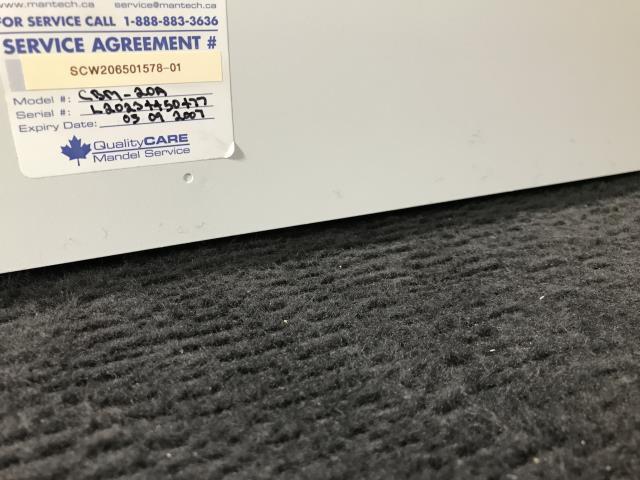 www.mantech.ca service@mantech.ca
FOR SERVICE CALL 1-888-883-3636
SERVICE AGREEMENT #
SCW206501578-01
Model #: CBM-20A
Serial #: L20234450477
Expiry Date: 03 09 2007
QualityCARE
Mandel Service